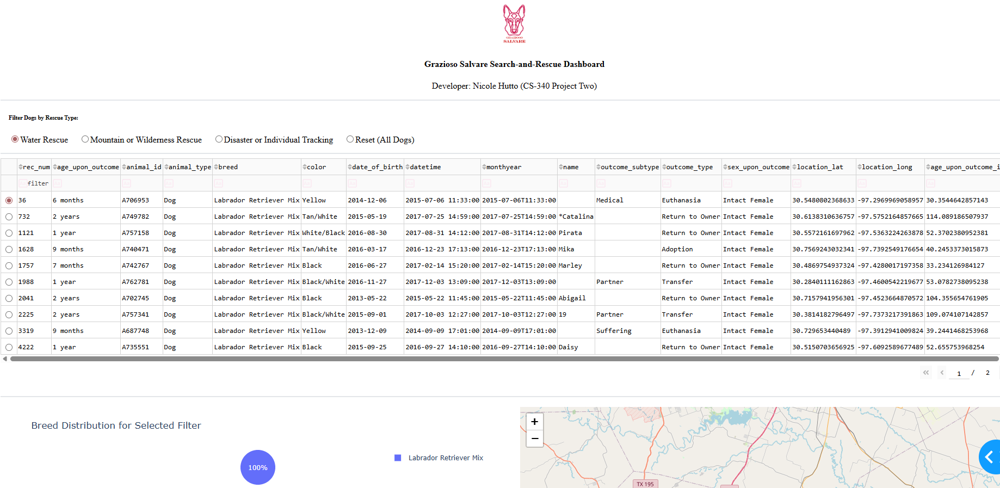 GRAZIOSO
SALVARE
Grazioso Salvare Search-and-Rescue Dashboard
Developer: Nicole Hutto (CS-340 Project Two)
Filter Dogs by Rescue Type:
Water Rescue Mountain or Wilderness Rescue Disaster or Individual Tracking Reset (All Dogs)
rec_num age_upon_outcome animal_id animal_type breed color date_of_birth datetime monthyear name outcome_subtype outcome_type sex_upon_outcome location_lat location_long age_upon_outcome_i
Aa filter Aa Aa Aa Aa Aa Aa Aa Aa Aa Aa Aa Aa Aa Aa Aa
36 6 months A706953 Dog Labrador Retriever Mix Yellow 2014-12-06 2015-07-06 11:33:00 2015-07-06T11:33:00 Medical Euthanasia Intact Female 30.5480802368633 -97.2969969058957 30.3544642857143
732 2 years A749782 Dog Labrador Retriever Mix Tan/White 2015-05-19 2017-07-25 14:59:00 2017-07-25T14:59:00 *Catalina Return to Owner Intact Female 30.6138310636757 -97.5752164857665 114.089186507937
1121 1 year A757158 Dog Labrador Retriever Mix White/Black 2016-08-30 2017-08-31 14:12:00 2017-08-31T14:12:00 Pirata Return to Owner Intact Female 30.5572161697962 -97.5363224263878 52.3702380952381
1628 9 months A740471 Dog Labrador Retriever Mix Tan/White 2016-03-17 2016-12-23 17:13:00 2016-12-23T17:13:00 Mika Adoption Intact Female 30.7569243032341 -97.7392549176654 40.2453373015873
1757 7 months A742767 Dog Labrador Retriever Mix Black 2016-06-27 2017-02-14 15:20:00 2017-02-14T15:20:00 Marley Return to Owner Intact Female 30.4869754937324 -97.4280017197358 33.234126984127
1988 1 year A762781 Dog Labrador Retriever Mix Black/White 2016-11-27 2017-12-03 13:09:00 2017-12-03T13:09:00 Partner Transfer Intact Female 30.2840111162863 -97.4600542219677 53.0782738095238
2041 2 years A702745 Dog Labrador Retriever Mix Black 2013-05-22 2015-05-22 11:45:00 2015-05-22T11:45:00 Abigail Return to Owner Intact Female 30.7157941956301 -97.4523664870572 104.355654761905
2225 2 years A757341 Dog Labrador Retriever Mix Black/White 2015-09-01 2017-10-03 12:27:00 2017-10-03T12:27:00 19 Partner Transfer Intact Female 30.3814182796497 -97.7373217391863 109.074107142857
3319 9 months A687748 Dog Labrador Retriever Mix Yellow 2013-12-09 2014-09-09 17:01:00 2014-09-09T17:01:00 Suffering Euthanasia Intact Female 30.729653440489 -97.3912941009824 39.2441468253968
4222 1 year A735551 Dog Labrador Retriever Mix Black 2015-09-25 2016-09-27 14:10:00 2016-09-27T14:10:00 Daisy Return to Owner Intact Female 30.5150703656925 -97.6092589677489 52.655753968254
1 / 2
Breed Distribution for Selected Filter
100%
Labrador Retriever Mix
+
−
TX 195